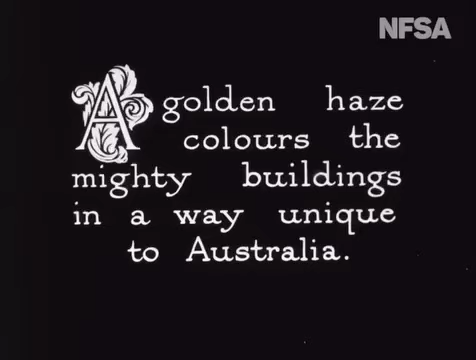 NFSA
A golden haze
colours the
mighty buildings
in a way unique
to Australia.